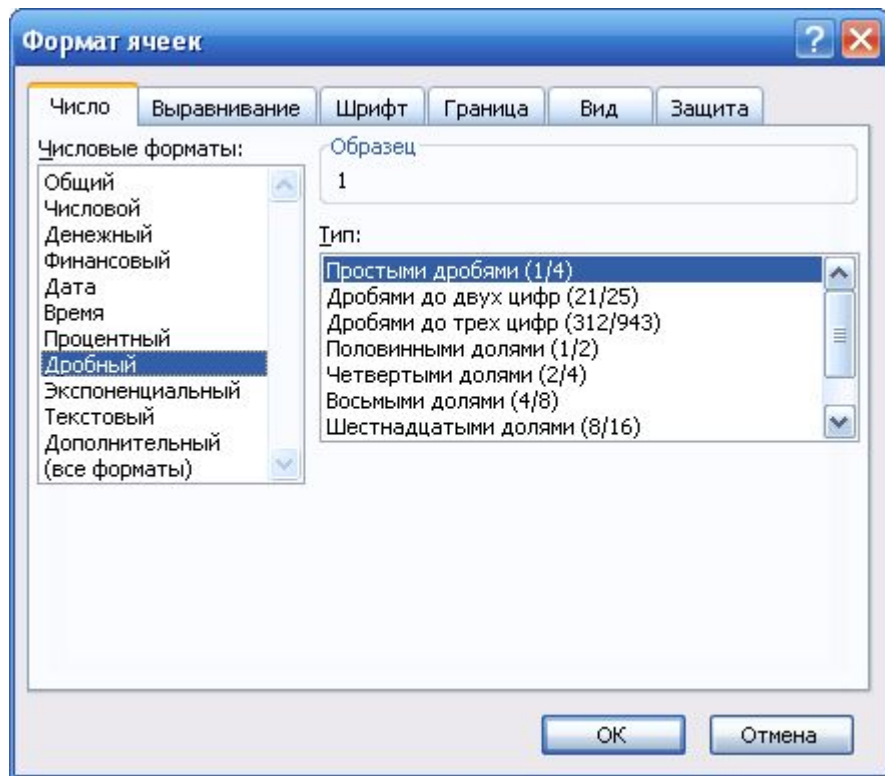 Формат ячеек
Число Выравнивание Шрифт Граница Вид Защита
Числовые форматы:
Общий
Числовой
Денежный
Финансовый
Дата
Время
Процентный
Дробный
Экспоненциальный
Текстовый
Дополнительный
(все форматы)
Образец
1
Тип:
Простыми дробями (1/4)
Дробями до двух цифр (21/25)
Дробями до трех цифр (312/943)
Половинными долями (1/2)
Четвертыми долями (2/4)
Восьмыми долями (4/8)
Шестнадцатыми долями (8/16)
ОК Отмена